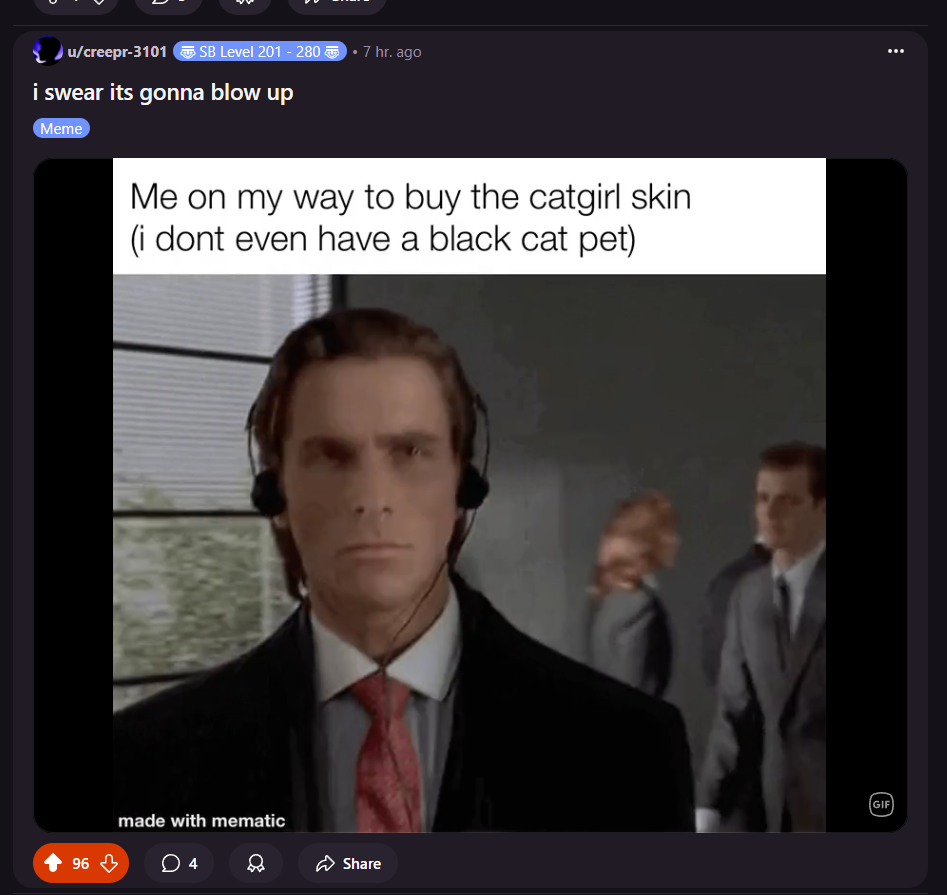 Share
u/creepr-3101 SB Level 201 - 280 • 7 hr. ago
i swear its gonna blow up
Meme
Me on my way to buy the catgirl skin
(i dont even have a black cat pet)
made with mematic
GIF
96 4 Share